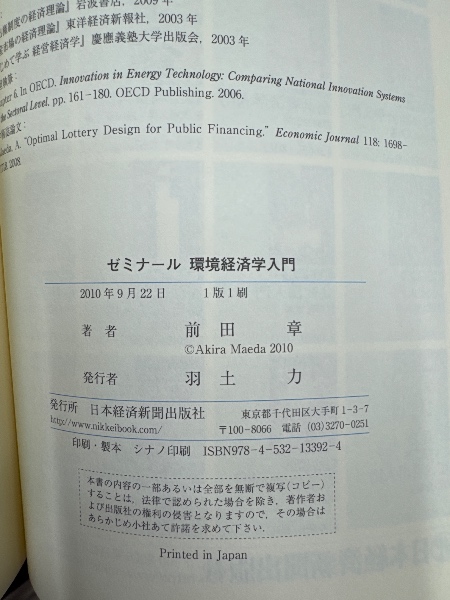 制度の経済理論』岩波書店，2009 年
市場の経済理論』東洋経済新報社，2003 年
めて学ぶ 経営経済学』慶應義塾大学出版会，2003 年
6. In OECD. Innovation in Energy Technology: Comparing National Innovation Systems
the Sectoral Level. pp. 161–180. OECD Publishing. 2006.
論文：
A. "Optimal Lottery Design for Public Financing." Economic Journal 118: 1698–
2008.
ゼミナール 環境経済学入門
2010 年 9 月 22 日　1 版 1 刷
著　者　前　田　章
©Akira Maeda 2010
発行者　羽　土　力
発行所　日本経済新聞出版社　東京都千代田区大手町 1-3-7
http://www.nikkeibook.com/　〒100-8066　電話 (03)3270-0251
印刷・製本　シナノ印刷　ISBN978-4-532-13392-4
本書の内容の一部あるいは全部を無断で複写(コピー)
することは，法律で認められた場合を除き，著作者お
よび出版社の権利の侵害となりますので，その場合は
あらかじめ小社あて許諾を求めて下さい．
Printed in Japan